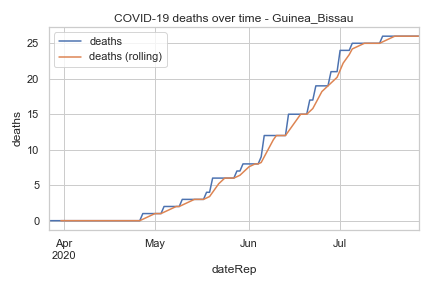 COVID-19 deaths over time - Guinea_Bissau
deaths
deaths (rolling)
25
20
15
10
5
0
deaths
Apr
2020
May
Jun
Jul
dateRep